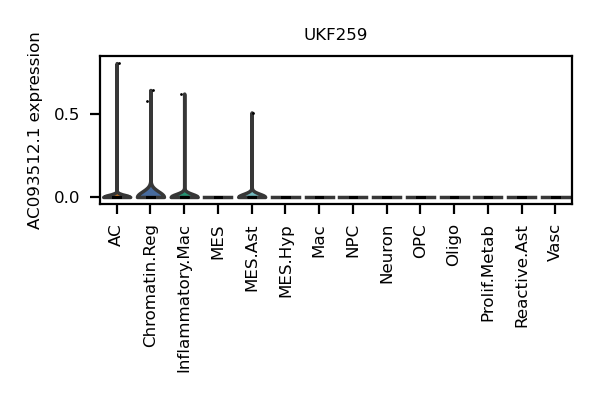 UKF259
AC093512.1 expression
0.5
0.0
AC
Chromatin.Reg
Inflammatory.Mac
MES
MES.Ast
MES.Hyp
Mac
NPC
Neuron
OPC
Oligo
Prolif.Metab
Reactive.Ast
Vasc